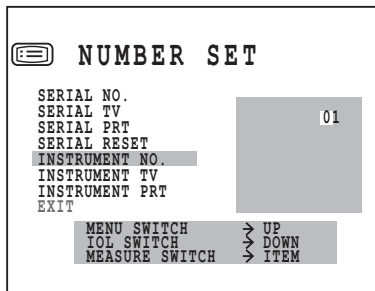 NUMBER SET
SERIAL NO.
SERIAL TV
SERIAL PRT
SERIAL RESET
INSTRUMENT NO.
INSTRUMENT TV
INSTRUMENT PRT
EXIT
01
MENU SWITCH → UP
IOL SWITCH → DOWN
MEASURE SWITCH → ITEM